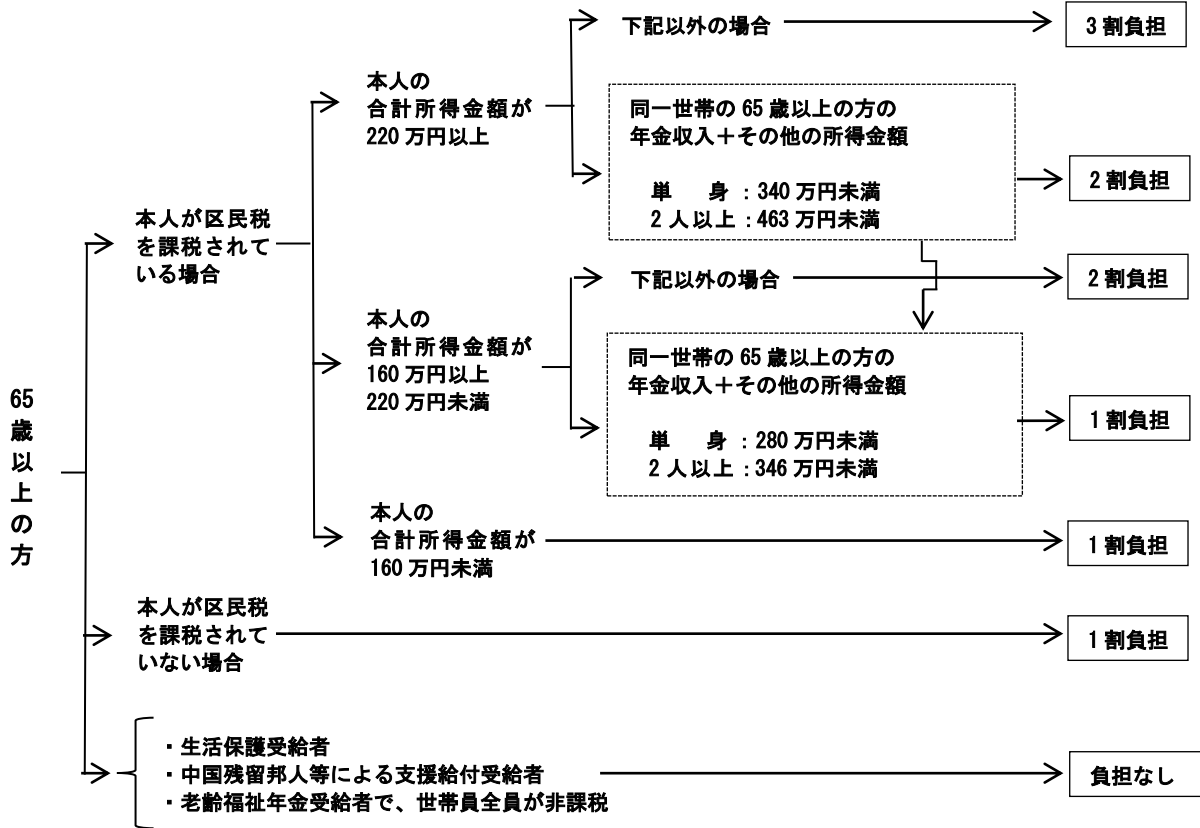 65歳以上の方
本人が区民税
を課税されて
いる場合
本人の
合計所得金額が
220万円以上
下記以外の場合
3割負担
同一世帯の65歳以上の方の
年金収入＋その他の所得金額
単　身：340万円未満
2人以上：463万円未満
2割負担
本人の
合計所得金額が
160万円以上
220万円未満
下記以外の場合
2割負担
同一世帯の65歳以上の方の
年金収入＋その他の所得金額
単　身：280万円未満
2人以上：346万円未満
1割負担
本人の
合計所得金額が
160万円未満
1割負担
本人が区民税
を課税されて
いない場合
1割負担
・生活保護受給者
・中国残留邦人等による支援給付受給者
・老齢福祉年金受給者で、世帯員全員が非課税
負担なし